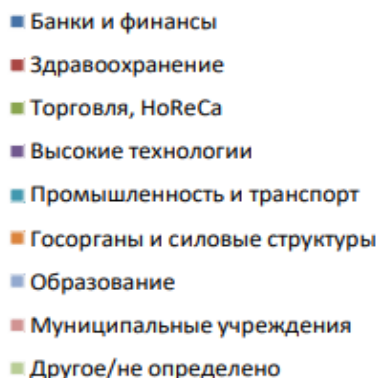 Банки и финансы
Здравоохранение
Торговля, HoReCa
Высокие технологии
Промышленность и транспорт
Госорганы и силовые структуры
Образование
Муниципальные учреждения
Другое/не определено